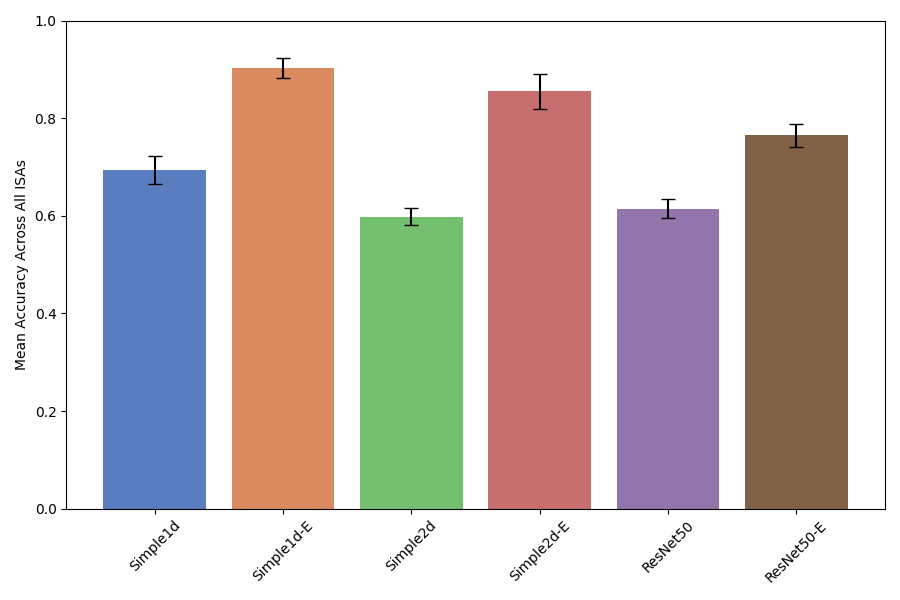 Mean Accuracy Across All ISAs
1.0
0.8
0.6
0.4
0.2
0.0
Simple1d
Simple1d-E
Simple2d
Simple2d-E
ResNet50
ResNet50-E